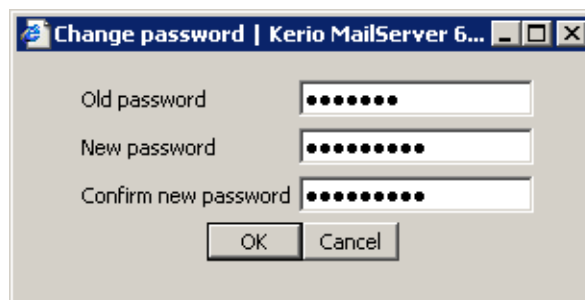 Change password | Kerio MailServer 6...
Old password •••••••
New password •••••••••
Confirm new password •••••••••
OK Cancel